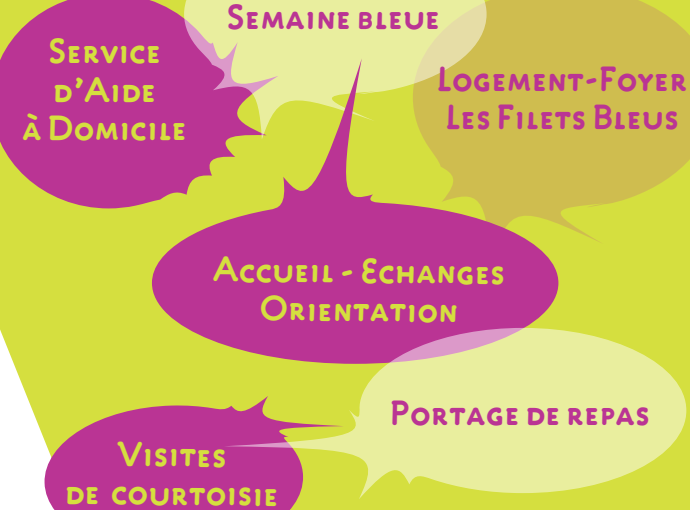 Semaine bleue
Service
d'Aide
à Domicile
Logement-Foyer
Les Filets Bleus
Accueil - Echanges
Orientation
Portage de repas
Visites
de courtoisie